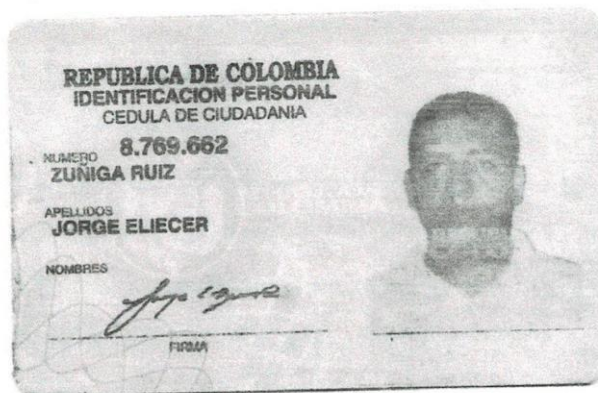 REPUBLICA DE COLOMBIA
IDENTIFICACION PERSONAL
CEDULA DE CIUDADANIA
NUMERO 8.769.662
ZUÑIGA RUIZ
APELLIDOS
JORGE ELIECER
NOMBRES
FIRMA